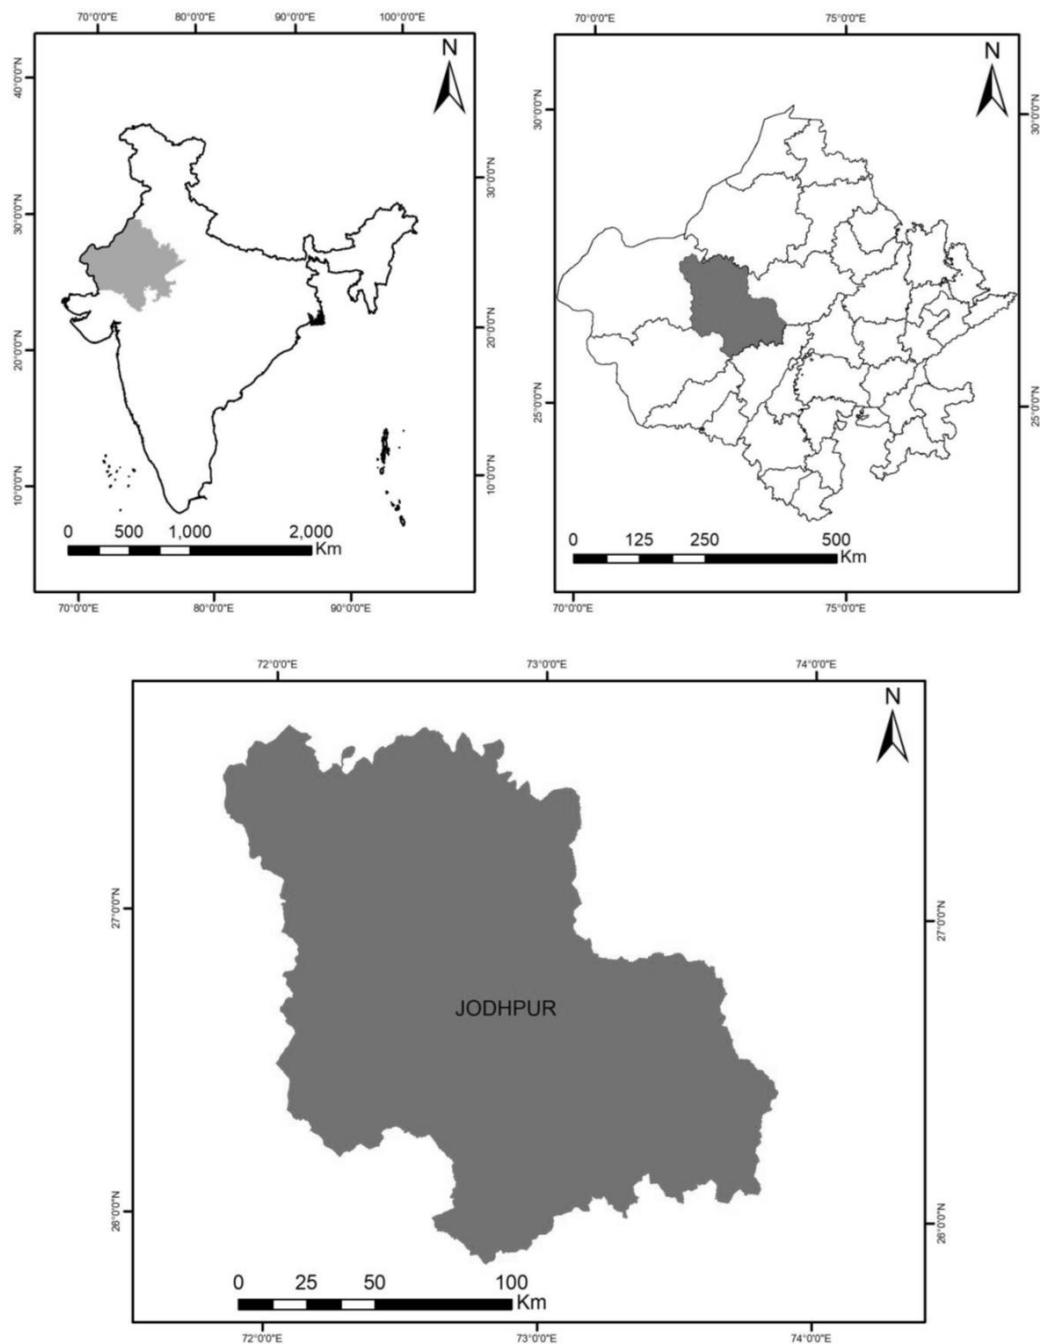 70°0'0"E 80°0'0"E 90°0'0"E 100°0'0"E
N
40°0'0"N
30°0'0"N
20°0'0"N
10°0'0"N
30°0'0"N
20°0'0"N
10°0'0"N
0 500 1,000 2,000
Km
70°0'0"E 80°0'0"E 90°0'0"E
70°0'0"E 75°0'0"E
N
30°0'0"N
25°0'0"N
30°0'0"N
25°0'0"N
0 125 250 500
Km
70°0'0"E 75°0'0"E
72°0'0"E 73°0'0"E 74°0'0"E
N
27°0'0"N
26°0'0"N
27°0'0"N
26°0'0"N
JODHPUR
0 25 50 100
Km
72°0'0"E 73°0'0"E 74°0'0"E